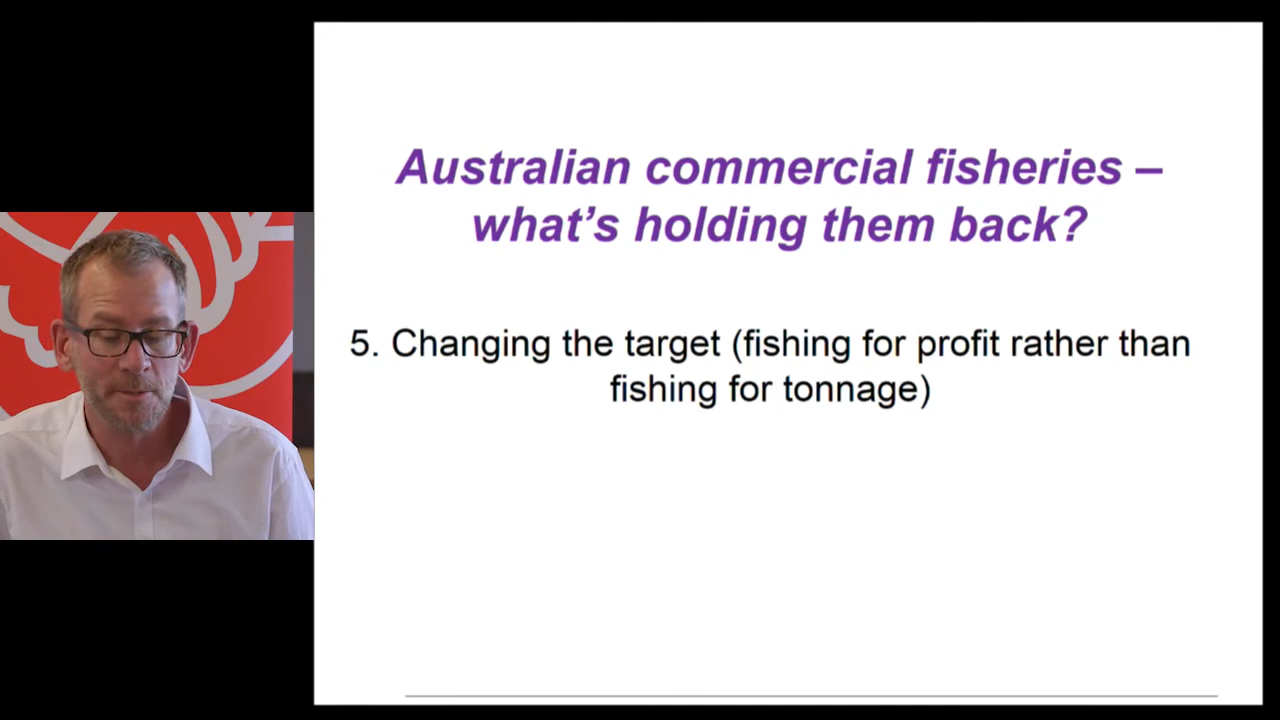 Australian commercial fisheries –
what’s holding them back?
5. Changing the target (fishing for profit rather than
fishing for tonnage)